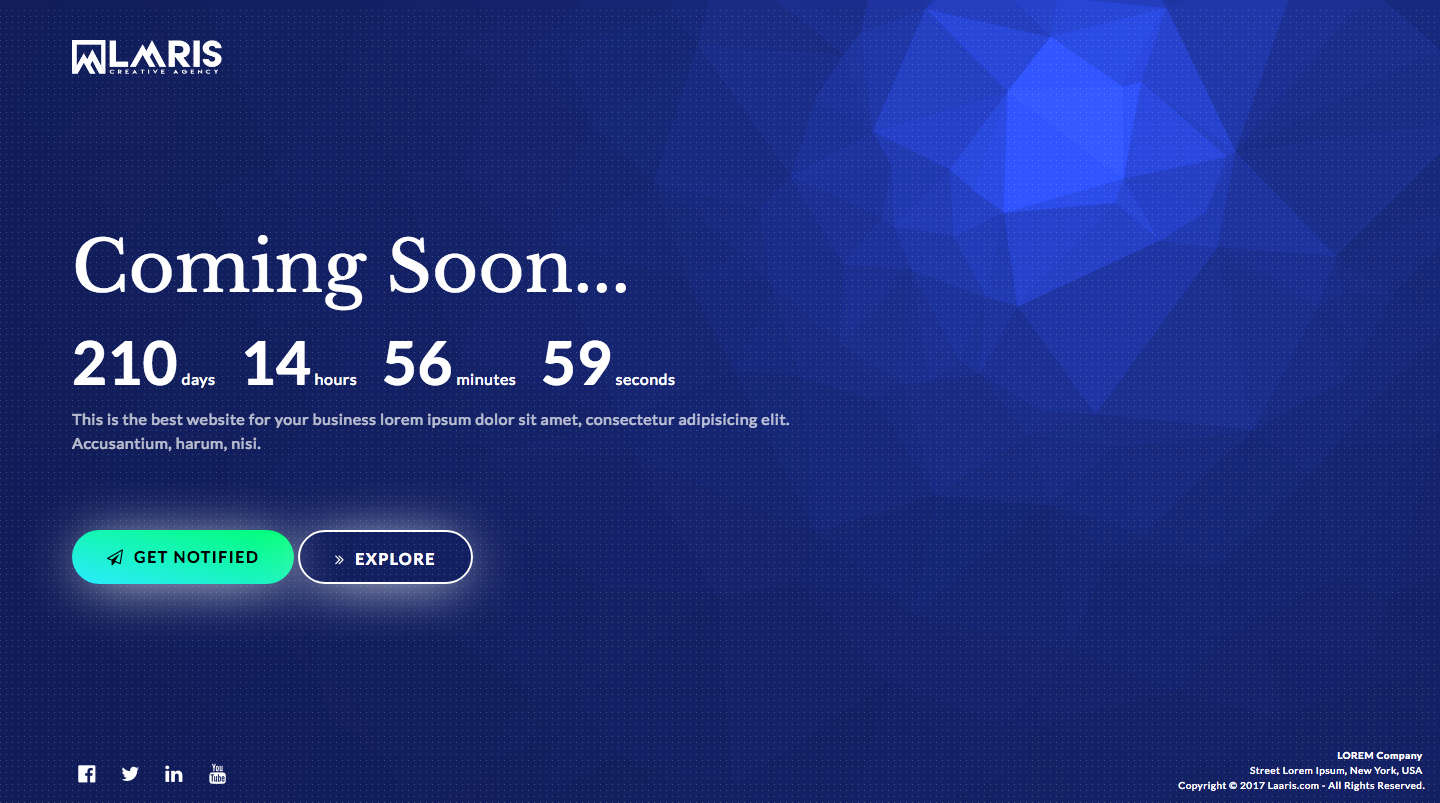 LAARIS
CREATIVE AGENCY
Coming Soon...
210 days 14 hours 56 minutes 59 seconds
This is the best website for your business lorem ipsum dolor sit amet, consectetur adipisicing elit.
Accusantium, harum, nisi.
GET NOTIFIED
EXPLORE
You
Tube
LOREM Company
Street Lorem Ipsum, New York, USA
Copyright © 2017 Laaris.com - All Rights Reserved.